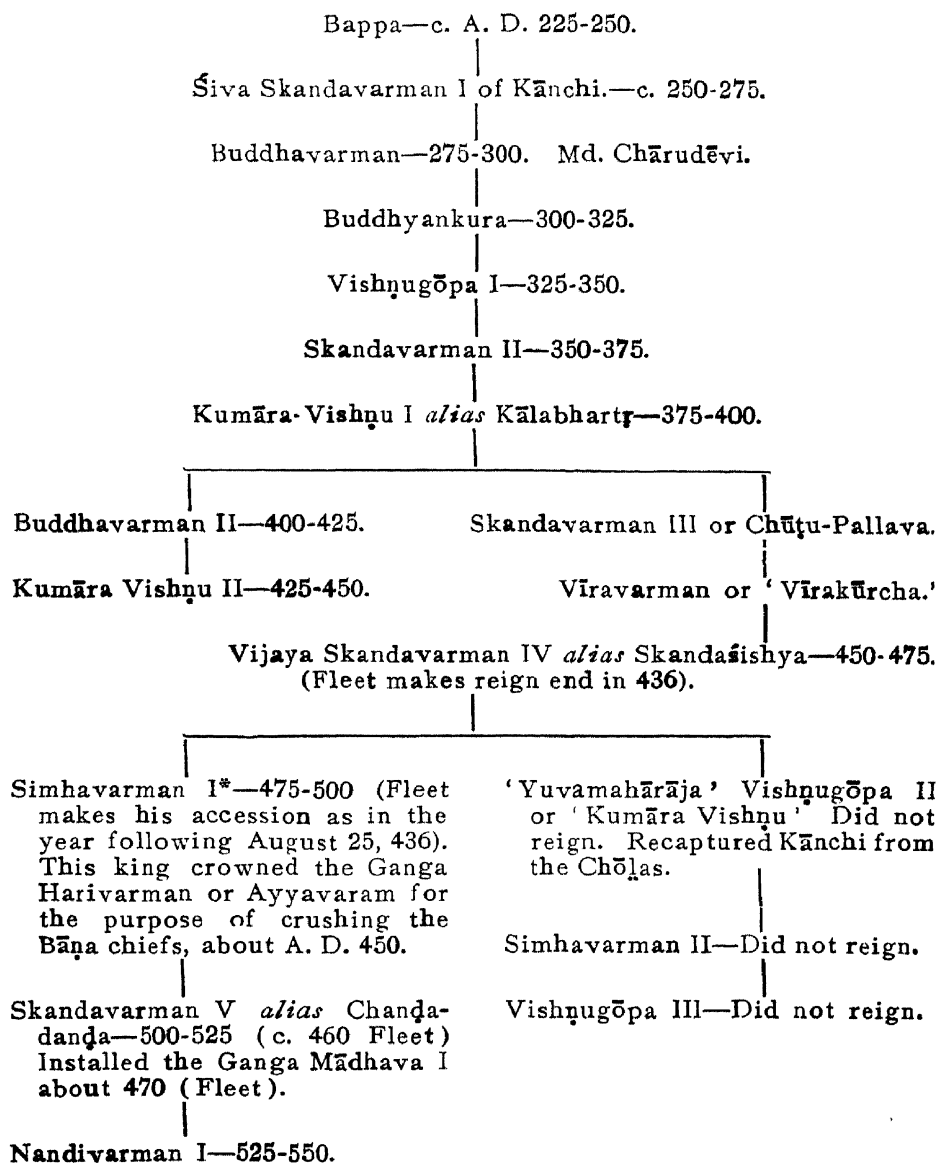 Bappa—c. A. D. 225-250.
Śiva Skandavarman I of Kānchi.—c. 250-275.
Buddhavarman—275-300. Md. Chārudēvi.
Buddhyankura—300-325.
Vishṇugōpa I—325-350.
Skandavarman II—350-375.
Kumāra-Vishṇu I alias Kālabhartṛ—375-400.
Buddhavarman II—400-425.
Skandavarman III or Chūṭu-Pallava.
Kumāra Vishṇu II—425-450.
Vīravarman or ‘Vīrakūrcha.’
Vijaya Skandavarman IV alias Skandaśishya—450-475.
(Fleet makes reign end in 436).
Simhavarman I*—475-500 (Fleet
makes his accession as in the
year following August 25, 436).
This king crowned the Ganga
Harivarman or Ayyavaram for
the purpose of crushing the
Bāṇa chiefs, about A. D. 450.
‘Yuvamahārāja’ Vishṇugōpa II
or ‘Kumāra Vishṇu’ Did not
reign. Recaptured Kānchi from
the Chōḷas.
Simhavarman II—Did not reign.
Skandavarman V alias Chaṇḍa-
danḍa—500-525 (c. 460 Fleet)
Installed the Ganga Mādhava I
about 470 (Fleet).
Vishṇugōpa III—Did not reign.
Nandivarman I—525-550.